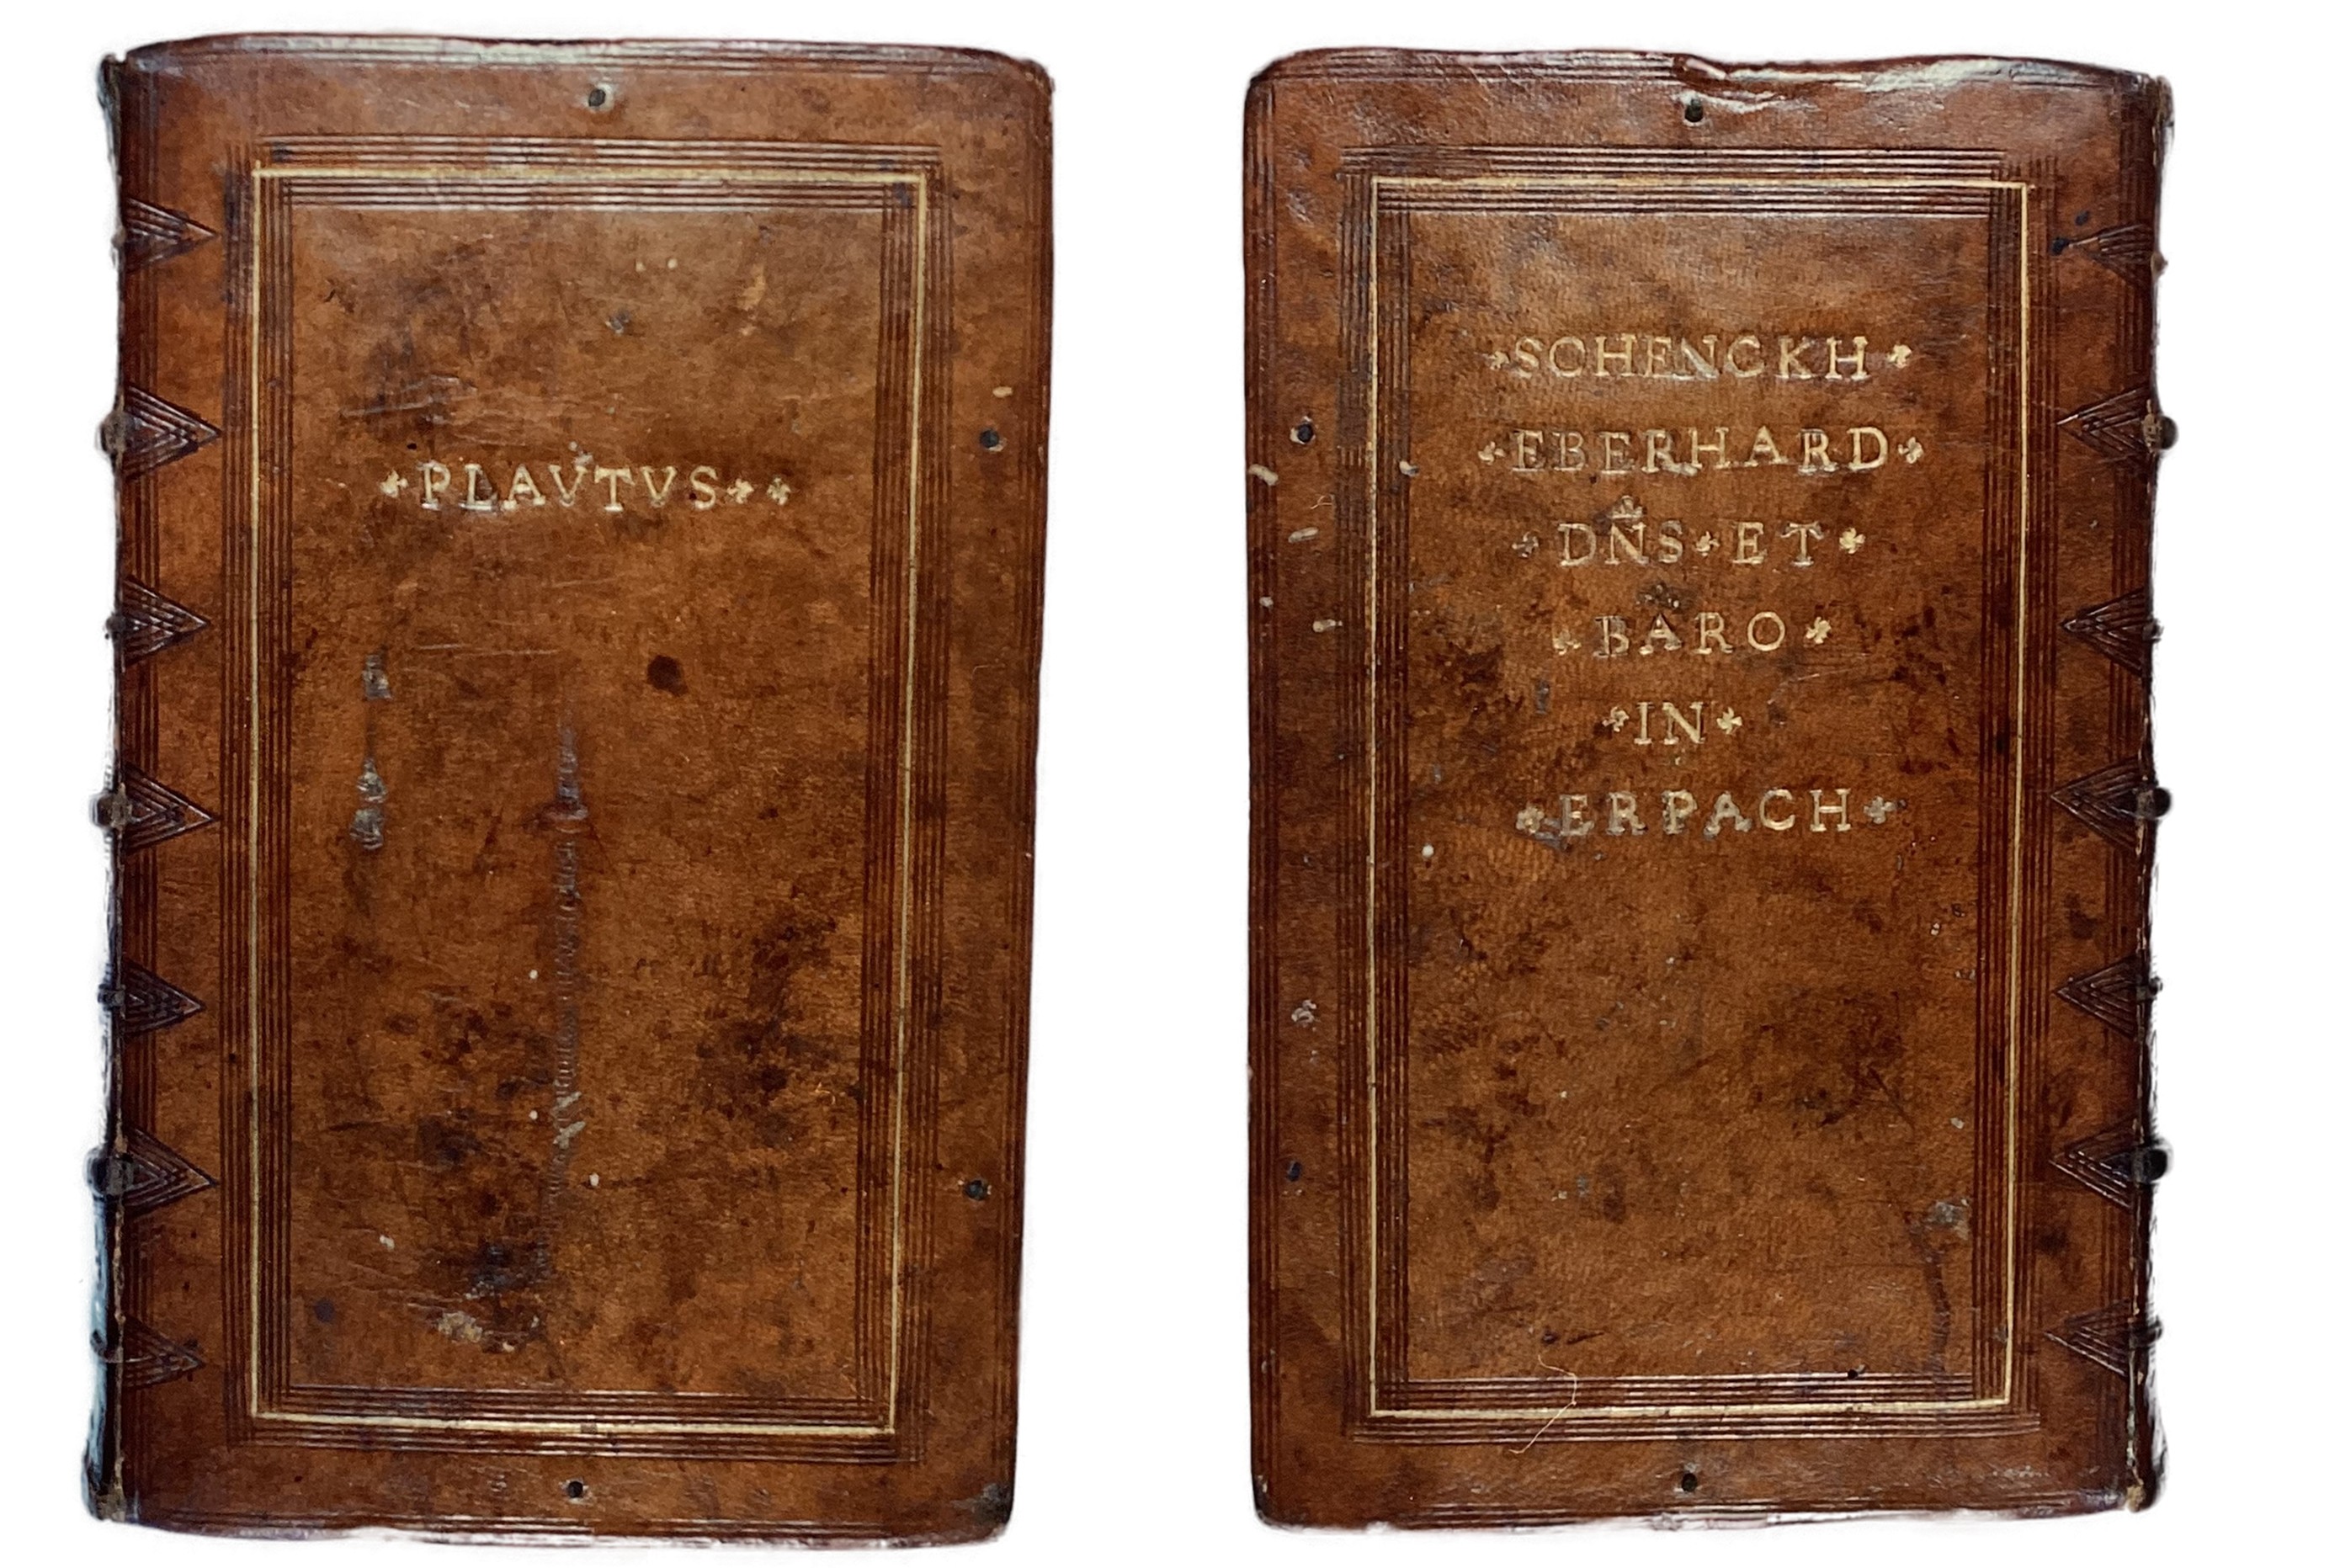 PLAVTVS
SCHENCKH
EBERHARD
DÑS ET
BARO
IN
ERPACH